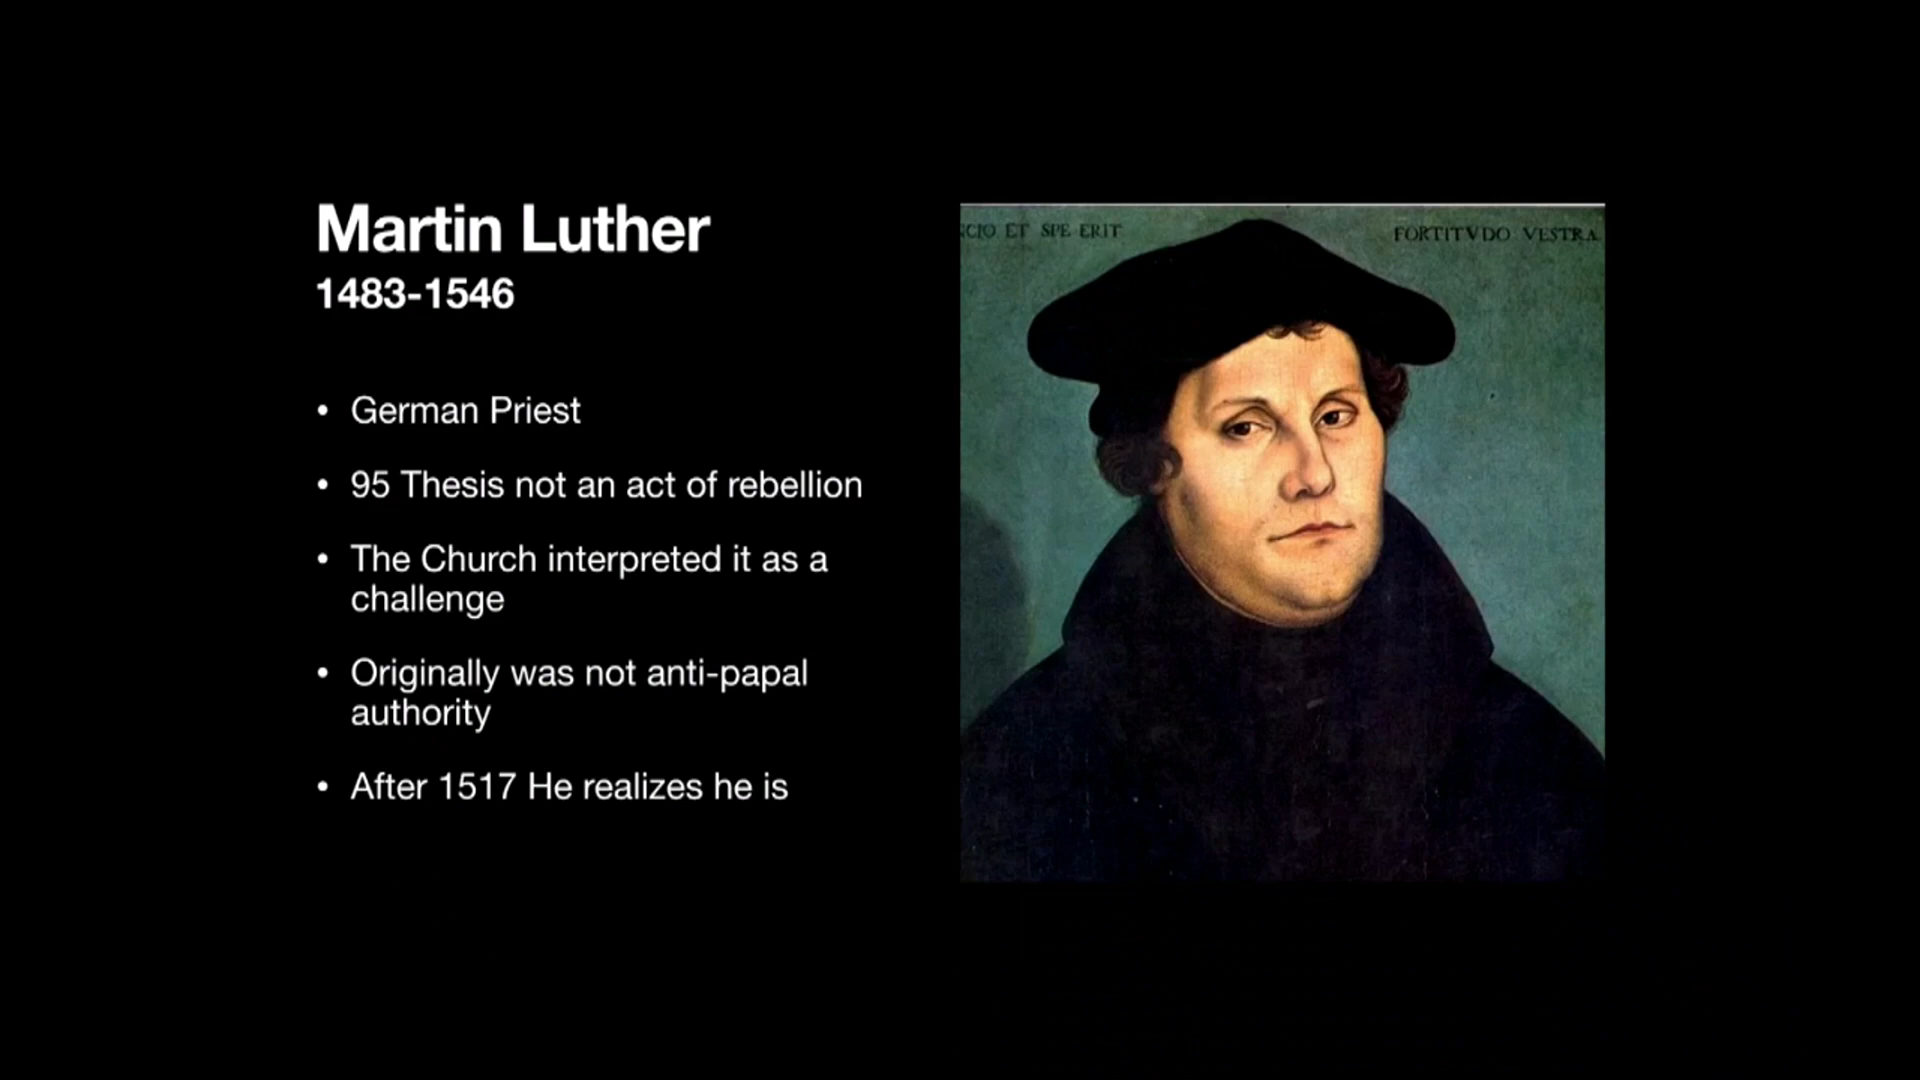 Martin Luther
1483-1546
• German Priest
• 95 Thesis not an act of rebellion
• The Church interpreted it as a
challenge
• Originally was not anti-papal
authority
• After 1517 He realizes he is
ET SPE ERIT
FORTITVDO VESTRA